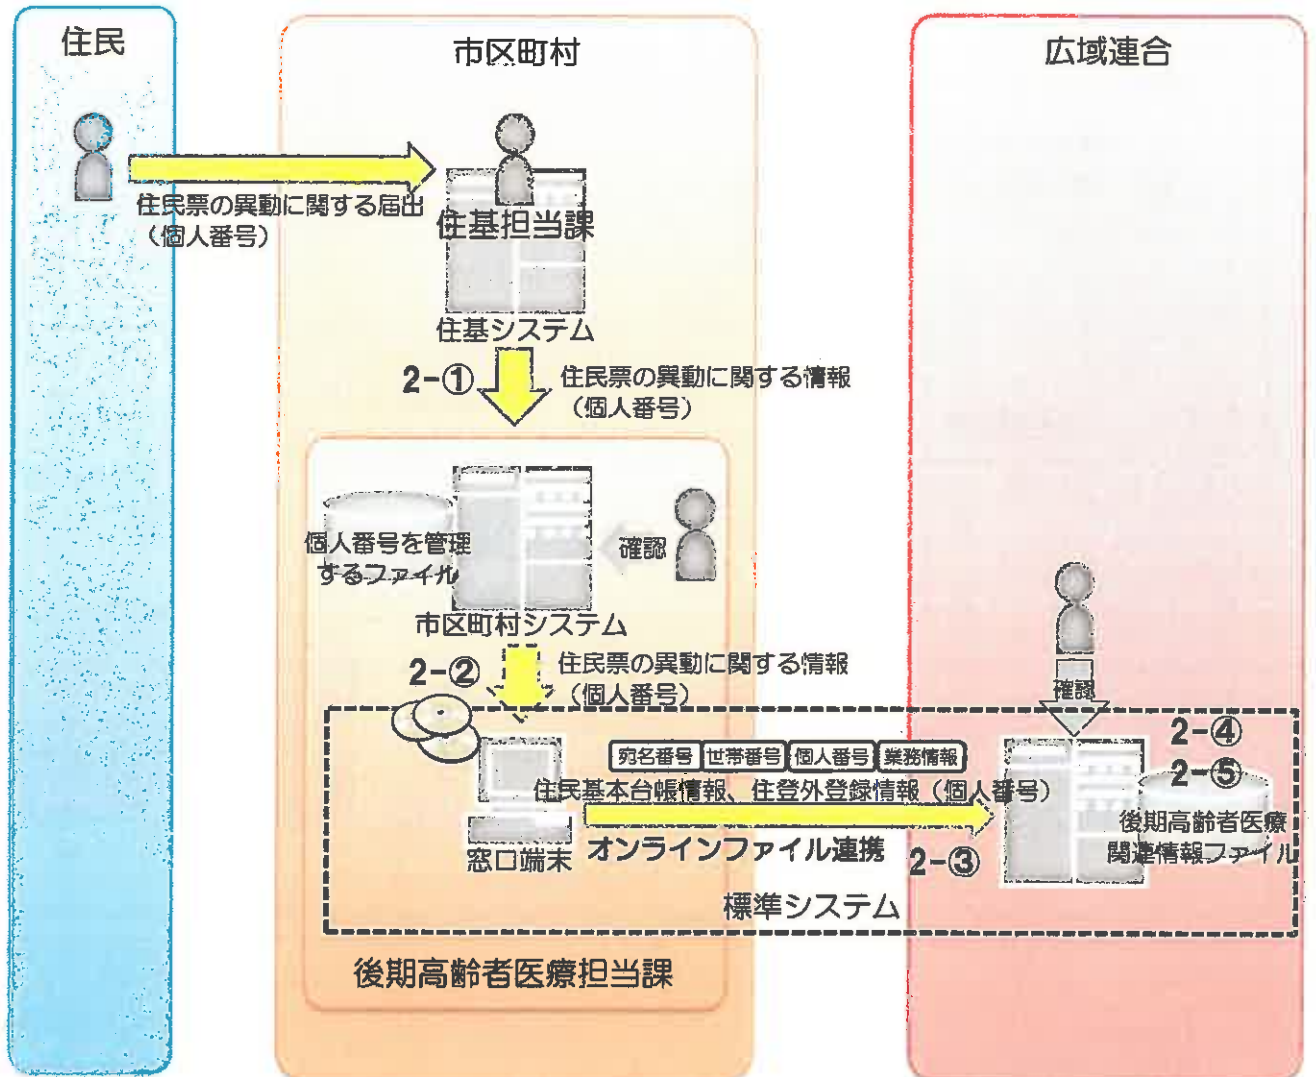 住民
市区町村
広域連合
住民票の異動に関する届出
（個人番号）
住基担当課
住基システム
2-①
住民票の異動に関する情報
（個人番号）
個人番号を管理
するファイル
確認
市区町村システム
2-②
住民票の異動に関する情報
（個人番号）
確認
宛名番号 世帯番号 個人番号 業務情報
住民基本台帳情報、住登外登録情報（個人番号）
2-④
2-⑤
窓口端末
オンラインファイル連携
2-③
後期高齢者医療
関連情報ファイル
標準システム
後期高齢者医療担当課